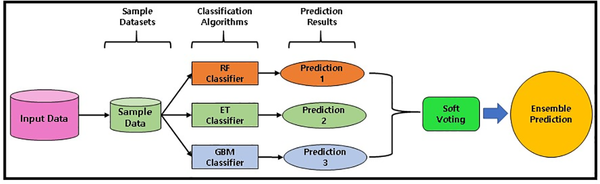 Sample
Datasets
Classification
Algorithms
Prediction
Results
Input Data
Sample
Data
RF
Classifier
Prediction
1
ET
Classifier
Prediction
2
GBM
Classifier
Prediction
3
Soft
Voting
Ensemble
Prediction